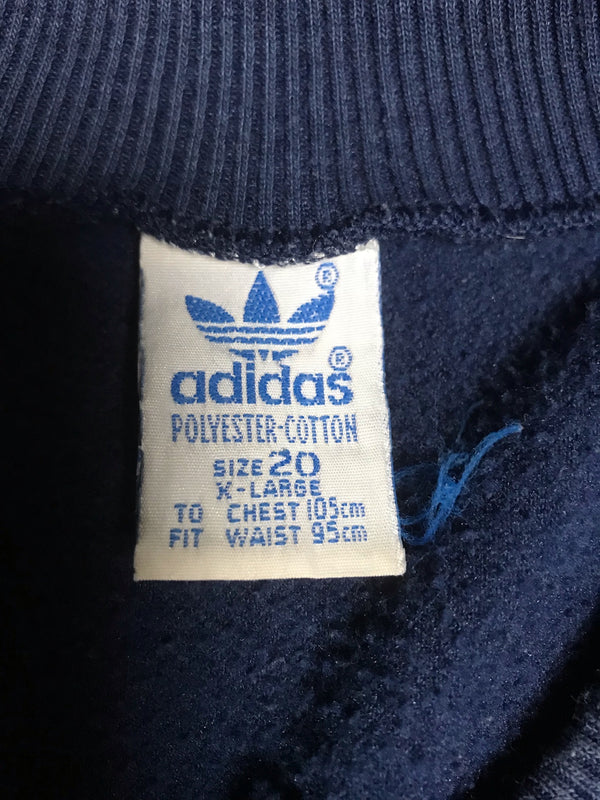 ®
adidas®
POLYESTER-COTTON
SIZE 20
X-LARGE
TO CHEST 105cm
FIT WAIST 95cm